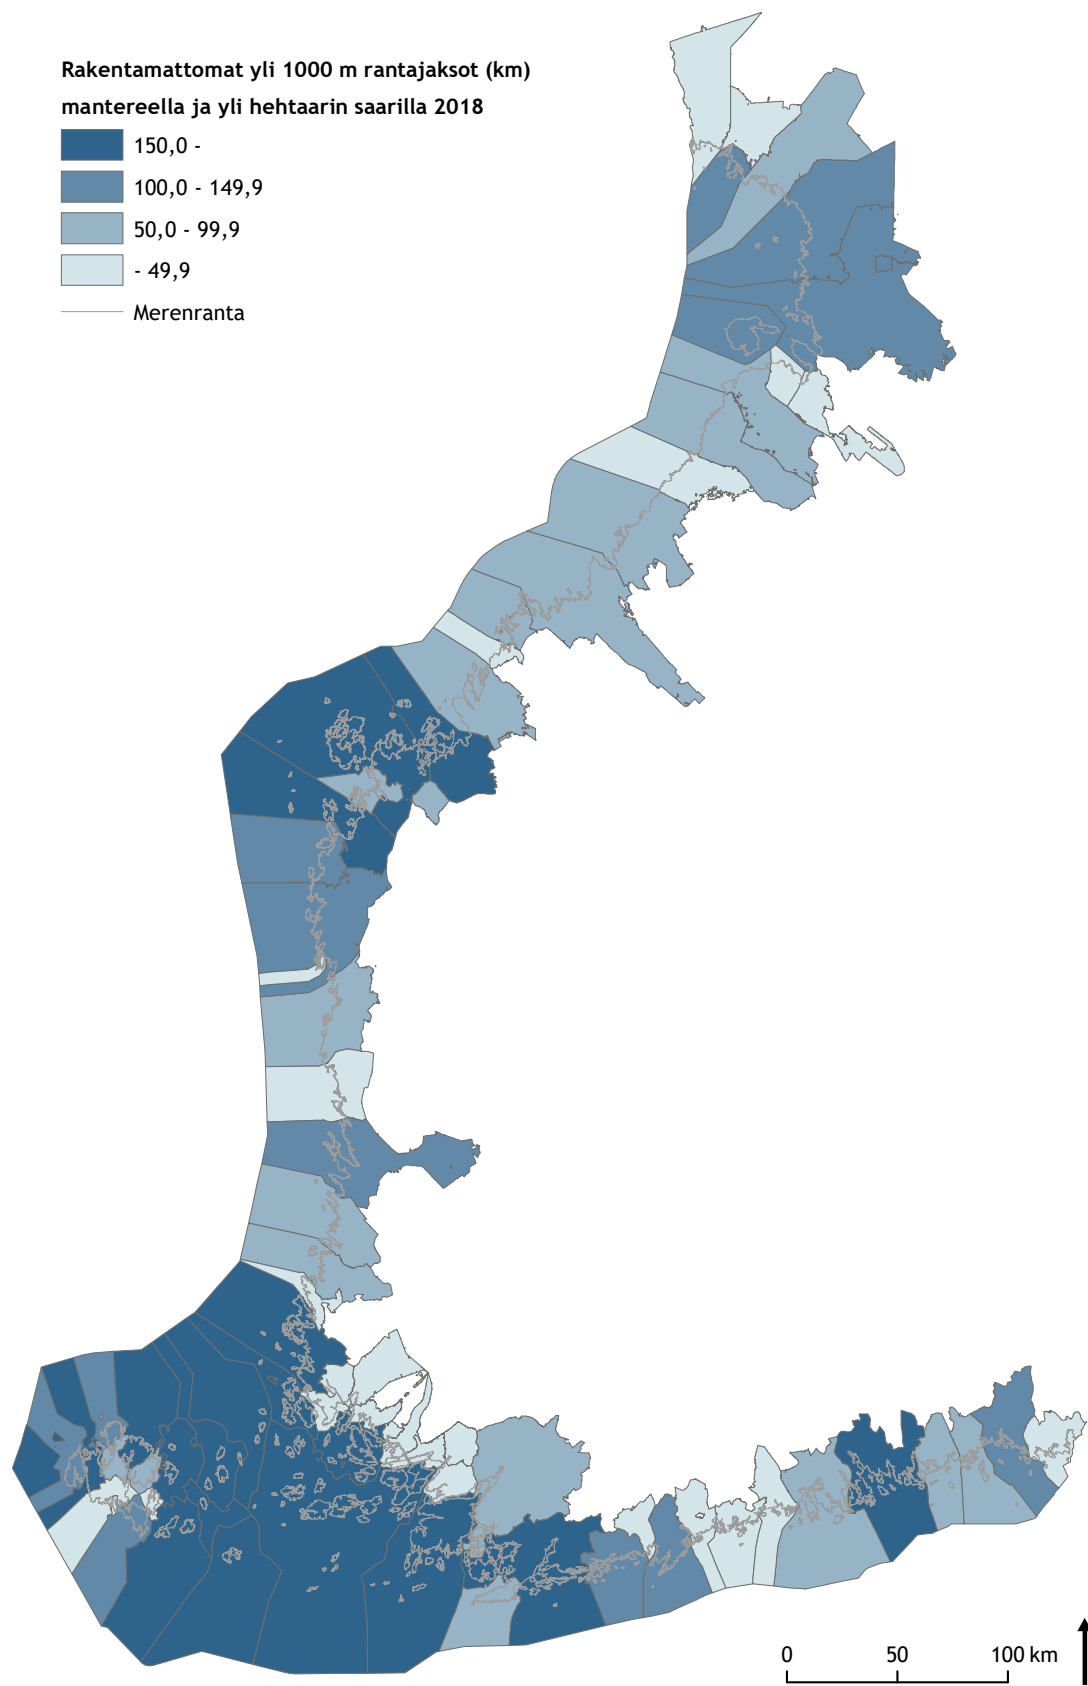 Rakentamattomat yli 1000 m rantajaksot (km)
mantereella ja yli hehtaarin saarilla 2018
150,0 -
100,0 - 149,9
50,0 - 99,9
- 49,9
Merenranta
0 50 100 km